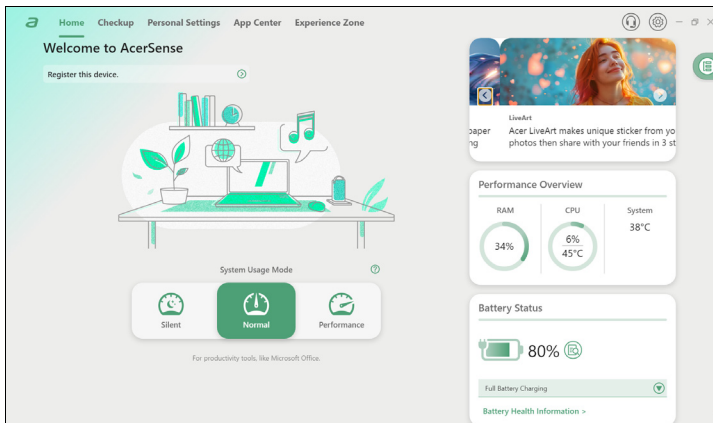 Home Checkup Personal Settings App Center Experience Zone
Welcome to AcerSense
Register this device.
System Usage Mode
Silent
Normal
Performance
For productivity tools, like Microsoft Office.
LiveArt
paper Acer LiveArt makes unique sticker from yo
ng photos then share with your friends in 3 st
Performance Overview
RAM CPU System
34%
6%
45°C
38°C
Battery Status
80%
Full Battery Charging
Battery Health Information >